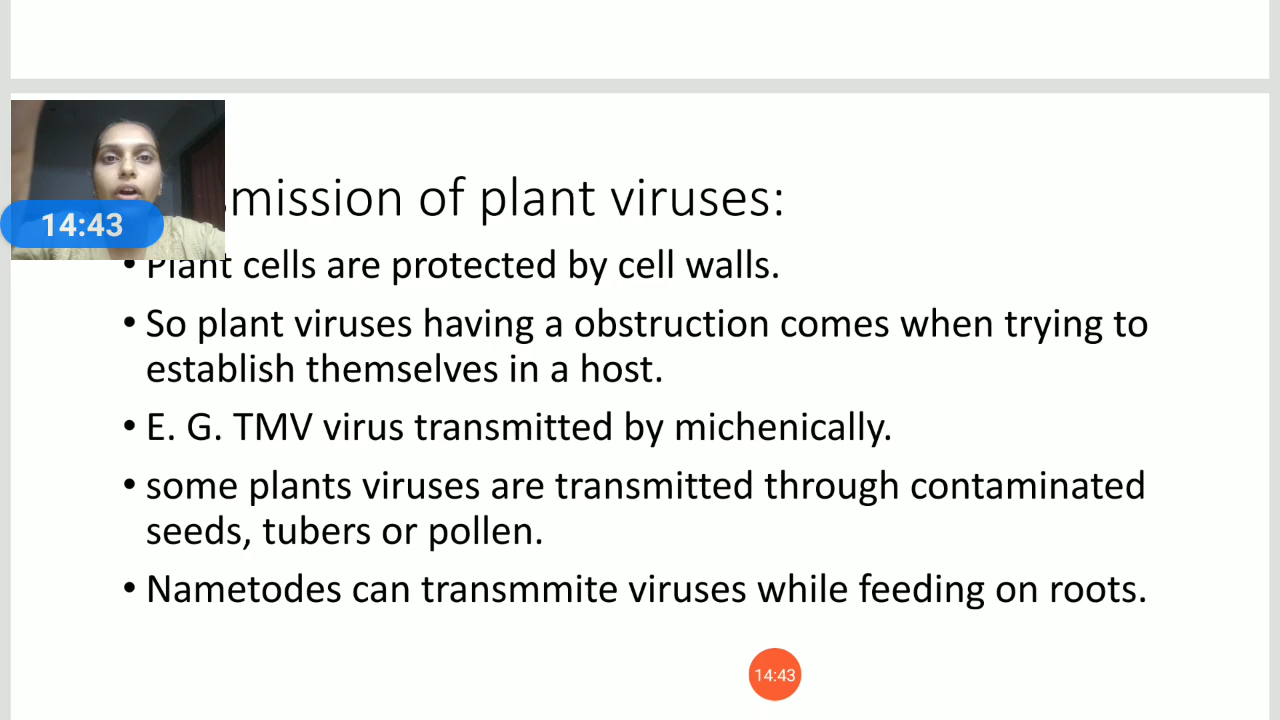 smission of plant viruses:
14:43
• Plant cells are protected by cell walls.
• So plant viruses having a obstruction comes when trying to
establish themselves in a host.
• E. G. TMV virus transmitted by michenically.
• some plants viruses are transmitted through contaminated
seeds, tubers or pollen.
• Nametodes can transmmite viruses while feeding on roots.
14:43